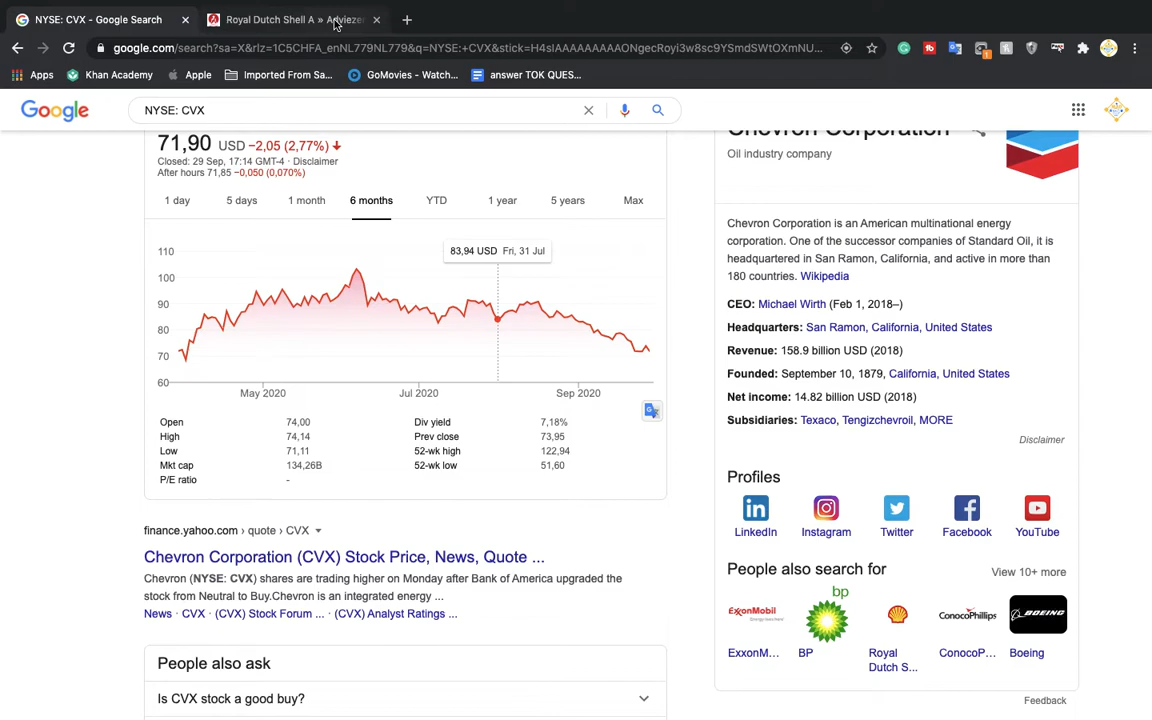 NYSE: CVX - Google Search
Royal Dutch Shell A » Adviezen
google.com/search?sa=X&rlz=1C5CHFA_enNL779NL779&q=NYSE:+CVX&stick=H4sIAAAAAAAAAONgecRoyi3w8sc9YSmdSWtOXmNU...
Apps
Khan Academy
Apple
Imported From Sa...
GoMovies - Watch...
answer TOK QUES...
Google
NYSE: CVX
71,90 USD −2,05 (2,77%)
Closed: 29 Sep, 17:14 GMT-4 · Disclaimer
After hours 71,85 −0,050 (0,070%)
1 day 5 days 1 month 6 months YTD 1 year 5 years Max
83,94 USD Fri, 31 Jul
110
100
90
80
70
60
May 2020 Jul 2020 Sep 2020
Open 74,00 Div yield 7,18%
High 74,14 Prev close 73,95
Low 71,11 52-wk high 122,94
Mkt cap 134,26B 52-wk low 51,60
P/E ratio -
finance.yahoo.com › quote › CVX
Chevron Corporation (CVX) Stock Price, News, Quote ...
Chevron (NYSE: CVX) shares are trading higher on Monday after Bank of America upgraded the
stock from Neutral to Buy.Chevron is an integrated energy ...
News · CVX · (CVX) Stock Forum ... · (CVX) Analyst Ratings ...
People also ask
Is CVX stock a good buy?
Chevron Corporation
Oil industry company
Chevron Corporation is an American multinational energy
corporation. One of the successor companies of Standard Oil, it is
headquartered in San Ramon, California, and active in more than
180 countries. Wikipedia
CEO: Michael Wirth (Feb 1, 2018–)
Headquarters: San Ramon, California, United States
Revenue: 158.9 billion USD (2018)
Founded: September 10, 1879, California, United States
Net income: 14.82 billion USD (2018)
Subsidiaries: Texaco, Tengizchevroil, MORE
Disclaimer
Profiles
LinkedIn Instagram Twitter Facebook YouTube
People also search for
View 10+ more
ExxonMobil
bp
ConocoPhillips
BOEING
ExxonM... BP Royal Dutch S... ConocoP... Boeing
Feedback